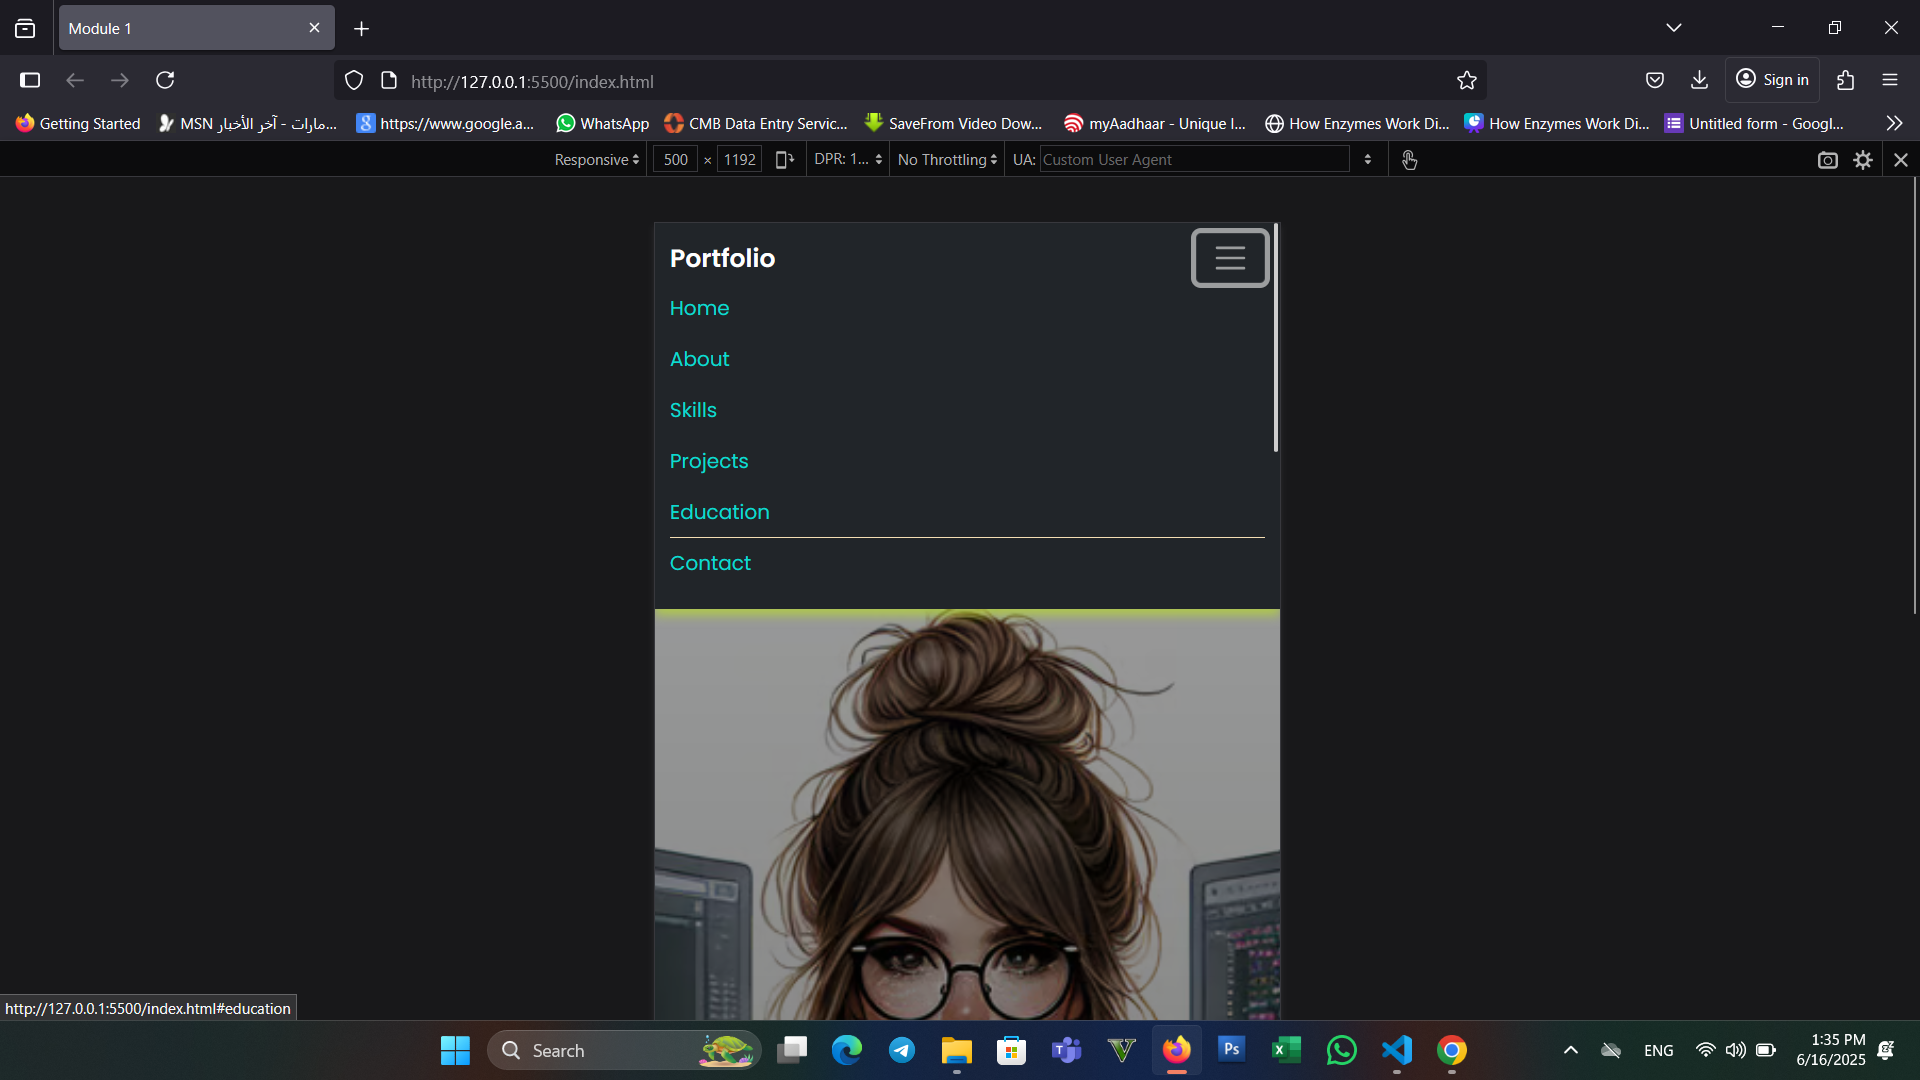 Module 1
http://127.0.0.1:5500/index.html
Sign in
Getting Started
MSN مارات - آخر الأخبار...
https://www.google.a...
WhatsApp
CMB Data Entry Servic...
SaveFrom Video Dow...
myAadhaar - Unique I...
How Enzymes Work Di...
How Enzymes Work Di...
Untitled form - Googl...
Responsive
500 × 1192
DPR: 1...
No Throttling
UA: Custom User Agent
Portfolio
Home
About
Skills
Projects
Education
Contact
http://127.0.0.1:5500/index.html#education
Search
Ps
ENG
1:35 PM
6/16/2025